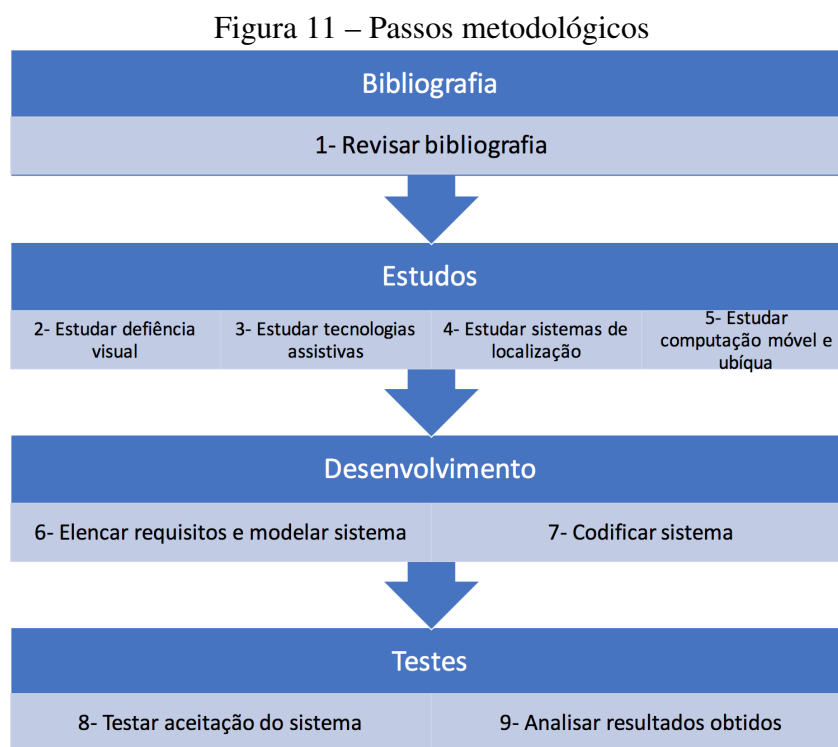 Figura 11 – Passos metodológicos
Bibliografia
1- Revisar bibliografia
Estudos
2- Estudar defiência
visual
3- Estudar tecnologias
assistivas
4- Estudar sistemas de
localização
5- Estudar
computação móvel e
ubíqua
Desenvolvimento
6- Elencar requisitos e modelar sistema
7- Codificar sistema
Testes
8- Testar aceitação do sistema
9- Analisar resultados obtidos